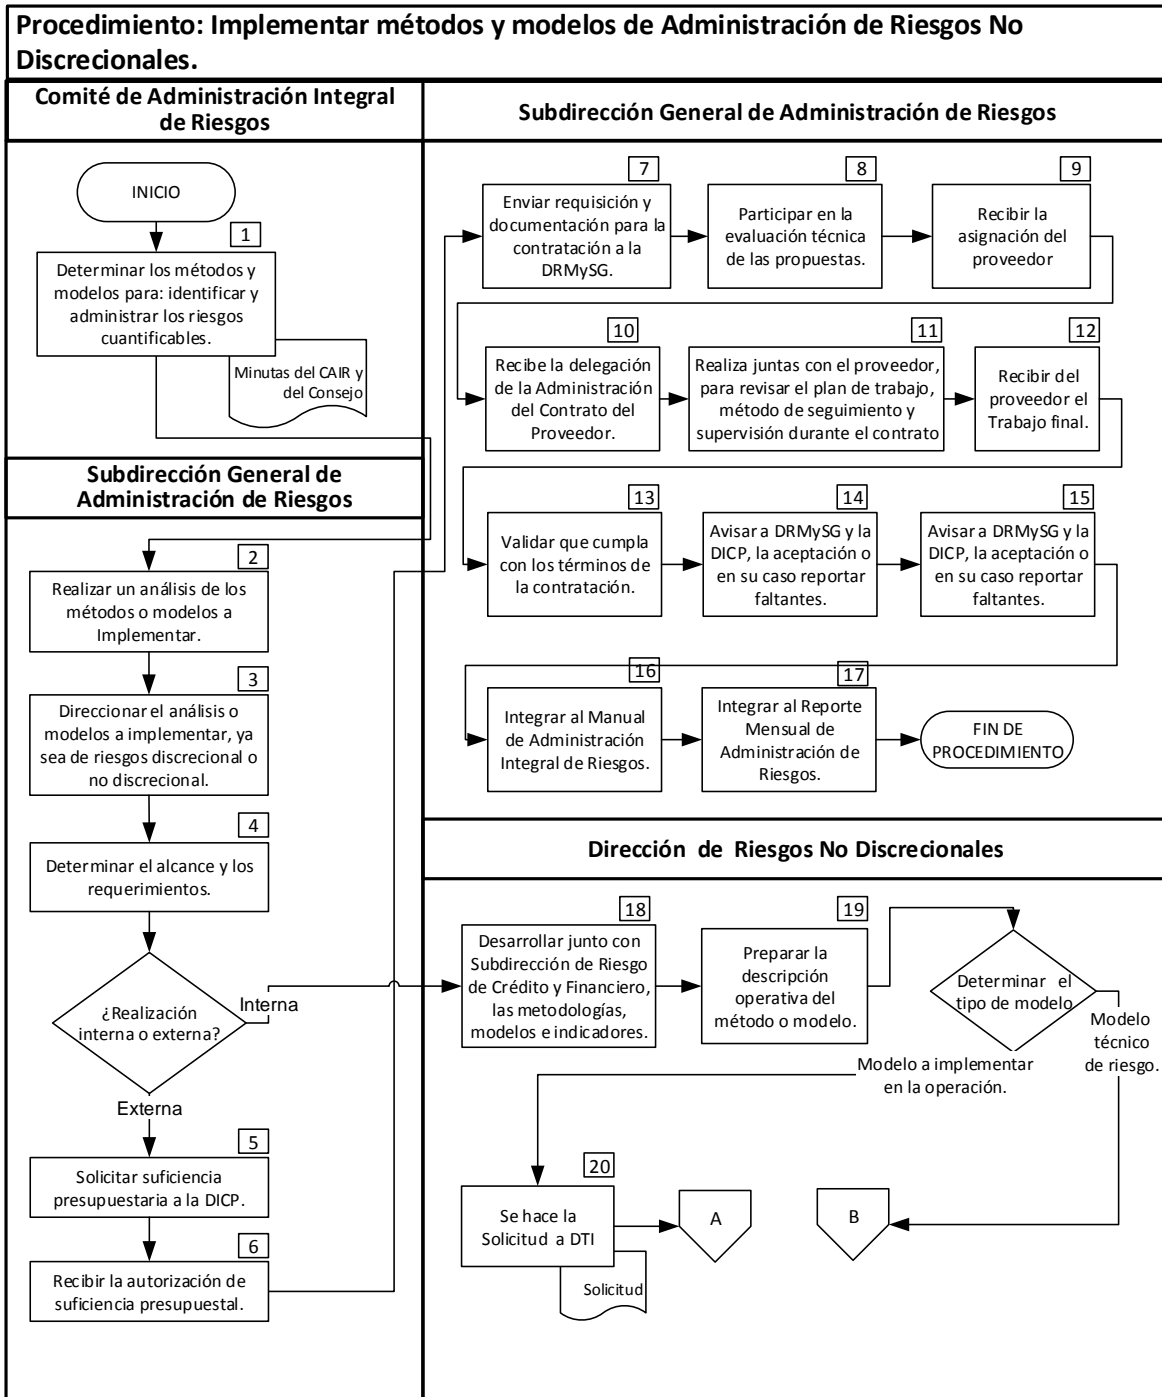 Procedimiento: Implementar métodos y modelos de Administración de Riesgos No
Discrecionales.
Comité de Administración Integral
de Riesgos
INICIO
1
Determinar los métodos y
modelos para: identificar y
administrar los riesgos
cuantificables.
Minutas del CAIR y
del Consejo
Subdirección General de
Administración de Riesgos
2
Realizar un análisis de los
métodos o modelos a
Implementar.
3
Direccionar el análisis o
modelos a implementar, ya
sea de riesgos discrecional o
no discrecional.
4
Determinar el alcance y los
requerimientos.
¿Realización
interna o externa?
Interna
Externa
5
Solicitar suficiencia
presupuestaria a la DICP.
6
Recibir la autorización de
suficiencia presupuestal.
Subdirección General de Administración de Riesgos
7
Enviar requisición y
documentación para la
contratación a la
DRMySG.
8
Participar en la
evaluación técnica
de las propuestas.
9
Recibir la
asignación del
proveedor
10
Recibe la delegación
de la Administración
del Contrato del
Proveedor.
11
Realiza juntas con el proveedor,
para revisar el plan de trabajo,
método de seguimiento y
supervisión durante el contrato
12
Recibir del
proveedor el
Trabajo final.
13
Validar que cumpla
con los términos de
la contratación.
14
Avisar a DRMySG y la
DICP, la aceptación o
en su caso reportar
faltantes.
15
Avisar a DRMySG y la
DICP, la aceptación o
en su caso reportar
faltantes.
16
Integrar al Manual
de Administración
Integral de Riesgos.
17
Integrar al Reporte
Mensual de
Administración de
Riesgos.
FIN DE
PROCEDIMIENTO
Dirección de Riesgos No Discrecionales
18
Desarrollar junto con
Subdirección de Riesgo
de Crédito y Financiero,
las metodologías,
modelos e indicadores.
19
Preparar la
descripción
operativa del
método o modelo.
Determinar el
tipo de modelo
Modelo
técnico
de riesgo.
Modelo a implementar
en la operación.
20
Se hace la
Solicitud a DTI
Solicitud
A
B